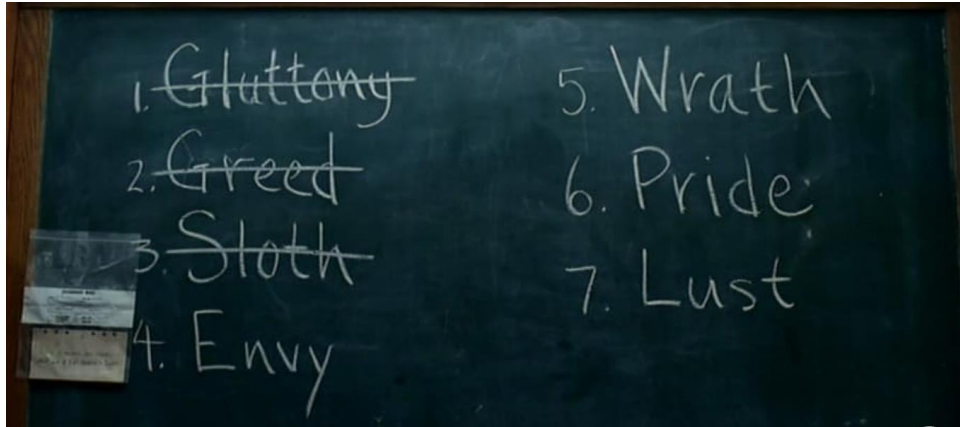 1. Gluttony
2. Greed
3. Sloth
4. Envy
5. Wrath
6. Pride
7. Lust